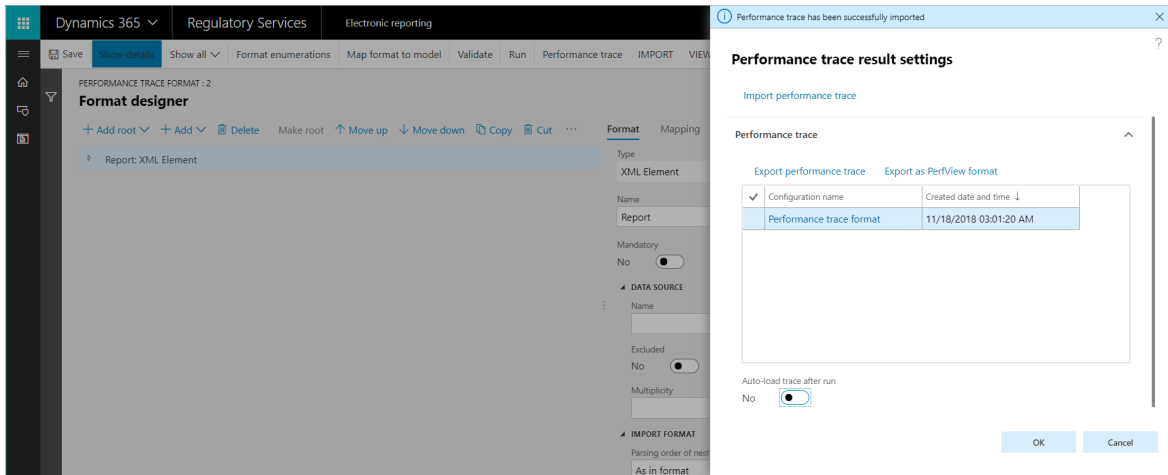 Dynamics 365
Regulatory Services
Electronic reporting
Save
Show details
Show all
Format enumerations
Map format to model
Validate
Run
Performance trace
IMPORT
VIEW
PERFORMANCE TRACE FORMAT : 2
Format designer
+ Add root
+ Add
Delete
Make root
Move up
Move down
Copy
Cut
...
Report: XML Element
Format
Mapping
Type
XML Element
Name
Report
Mandatory
No
DATA SOURCE
Name
Excluded
No
Multiplicity
IMPORT FORMAT
Parsing order of nest
As in format
Performance trace has been successfully imported
?
Performance trace result settings
Import performance trace
Performance trace
Export performance trace
Export as PerfView format
Configuration name
Created date and time ↓
Performance trace format
11/18/2018 03:01:20 AM
Auto-load trace after run
No
OK
Cancel